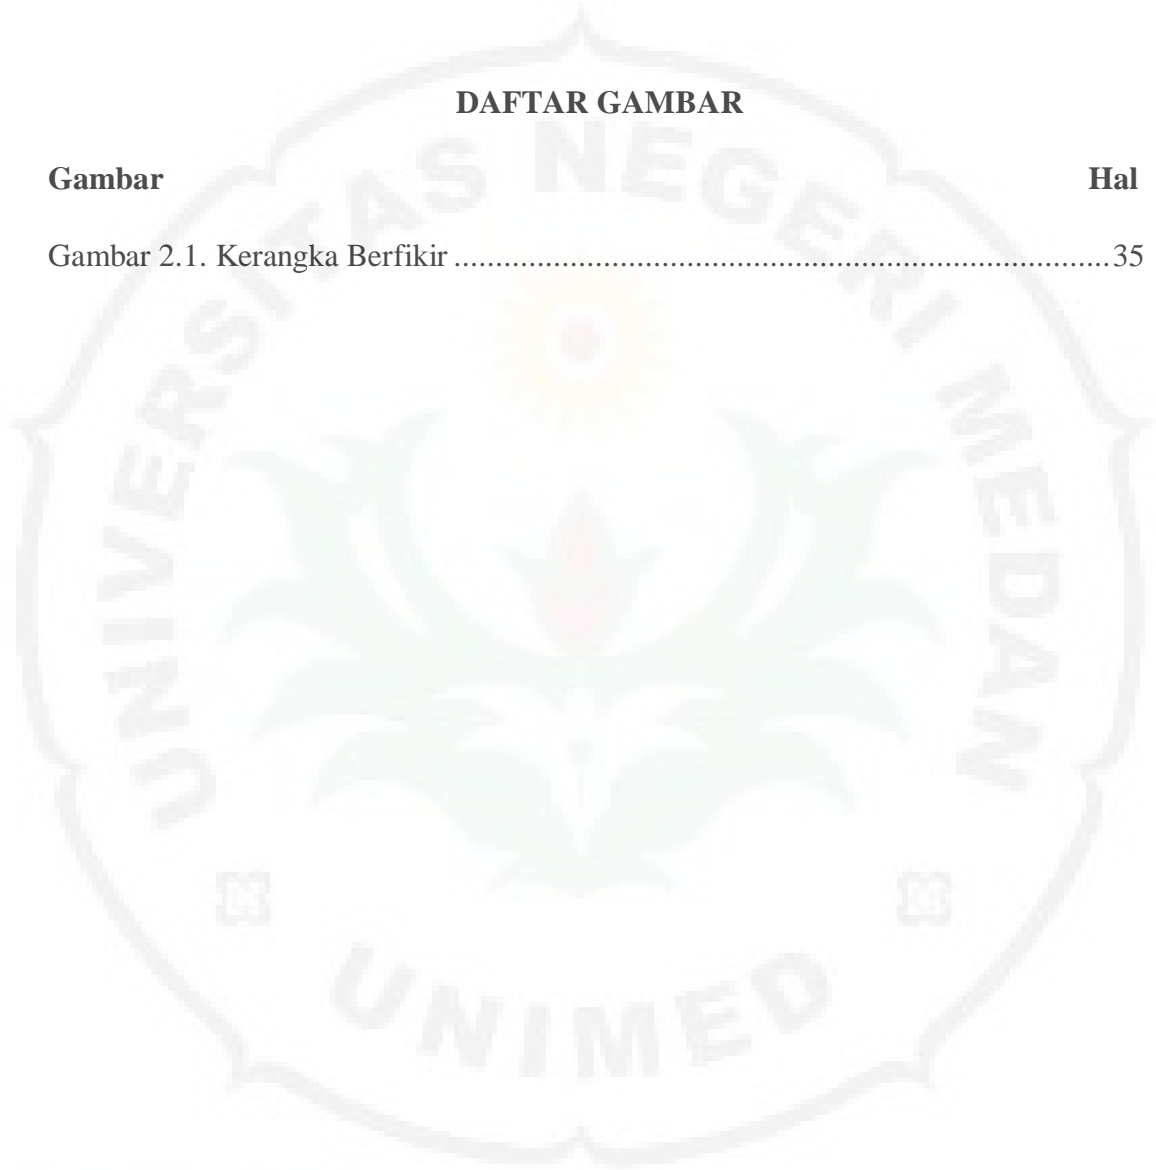 DAFTAR GAMBAR
Gambar Hal
Gambar 2.1. Kerangka Berfikir ................................................................................ 35
UNIVERSITAS NEGERI MEDAN
UNIMED